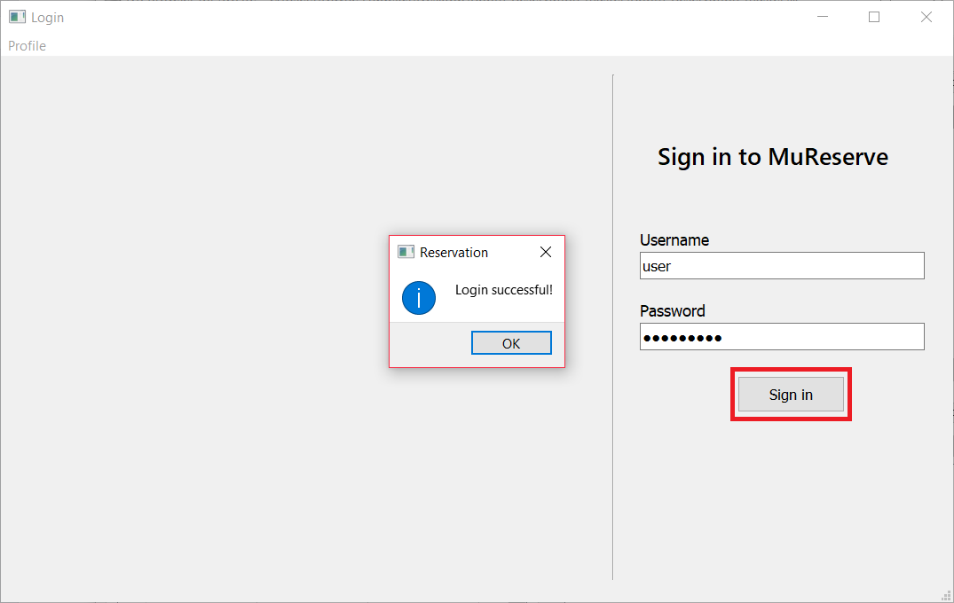 Login
Profile
Sign in to MuReserve
Username
user
Reservation
Login successful!
OK
Password
●●●●●●●●●
Sign in